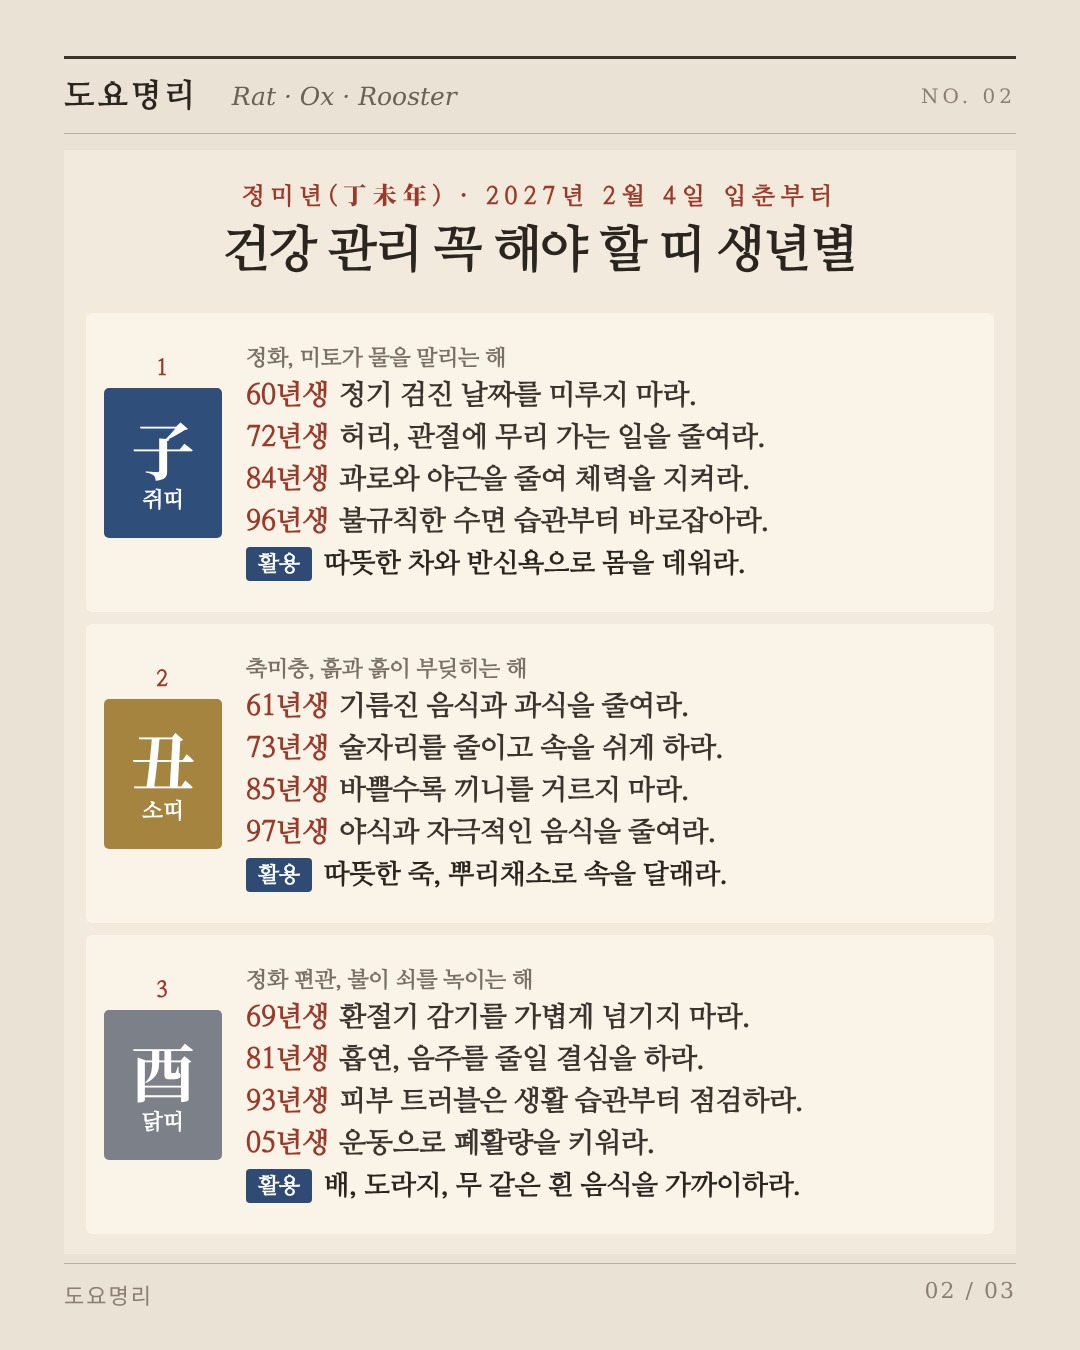 도요명리 Rat · Ox · Rooster NO. 02
정미년(丁未年) · 2027년 2월 4일 입춘부터
건강 관리 꼭 해야 할 띠 생년별
1
子
쥐띠
정화, 미토가 물을 말리는 해
60년생 정기 검진 날짜를 미루지 마라.
72년생 허리, 관절에 무리 가는 일을 줄여라.
84년생 과로와 야근을 줄여 체력을 지켜라.
96년생 불규칙한 수면 습관부터 바로잡아라.
활용 따뜻한 차와 반신욕으로 몸을 데워라.
2
丑
소띠
축미충, 흙과 흙이 부딪히는 해
61년생 기름진 음식과 과식을 줄여라.
73년생 술자리를 줄이고 속을 쉬게 하라.
85년생 바쁠수록 끼니를 거르지 마라.
97년생 야식과 자극적인 음식을 줄여라.
활용 따뜻한 죽, 뿌리채소로 속을 달래라.
3
酉
닭띠
정화 편관, 불이 쇠를 녹이는 해
69년생 환절기 감기를 가볍게 넘기지 마라.
81년생 흡연, 음주를 줄일 결심을 하라.
93년생 피부 트러블은 생활 습관부터 점검하라.
05년생 운동으로 폐활량을 키워라.
활용 배, 도라지, 무 같은 흰 음식을 가까이하라.
도요명리 02 / 03